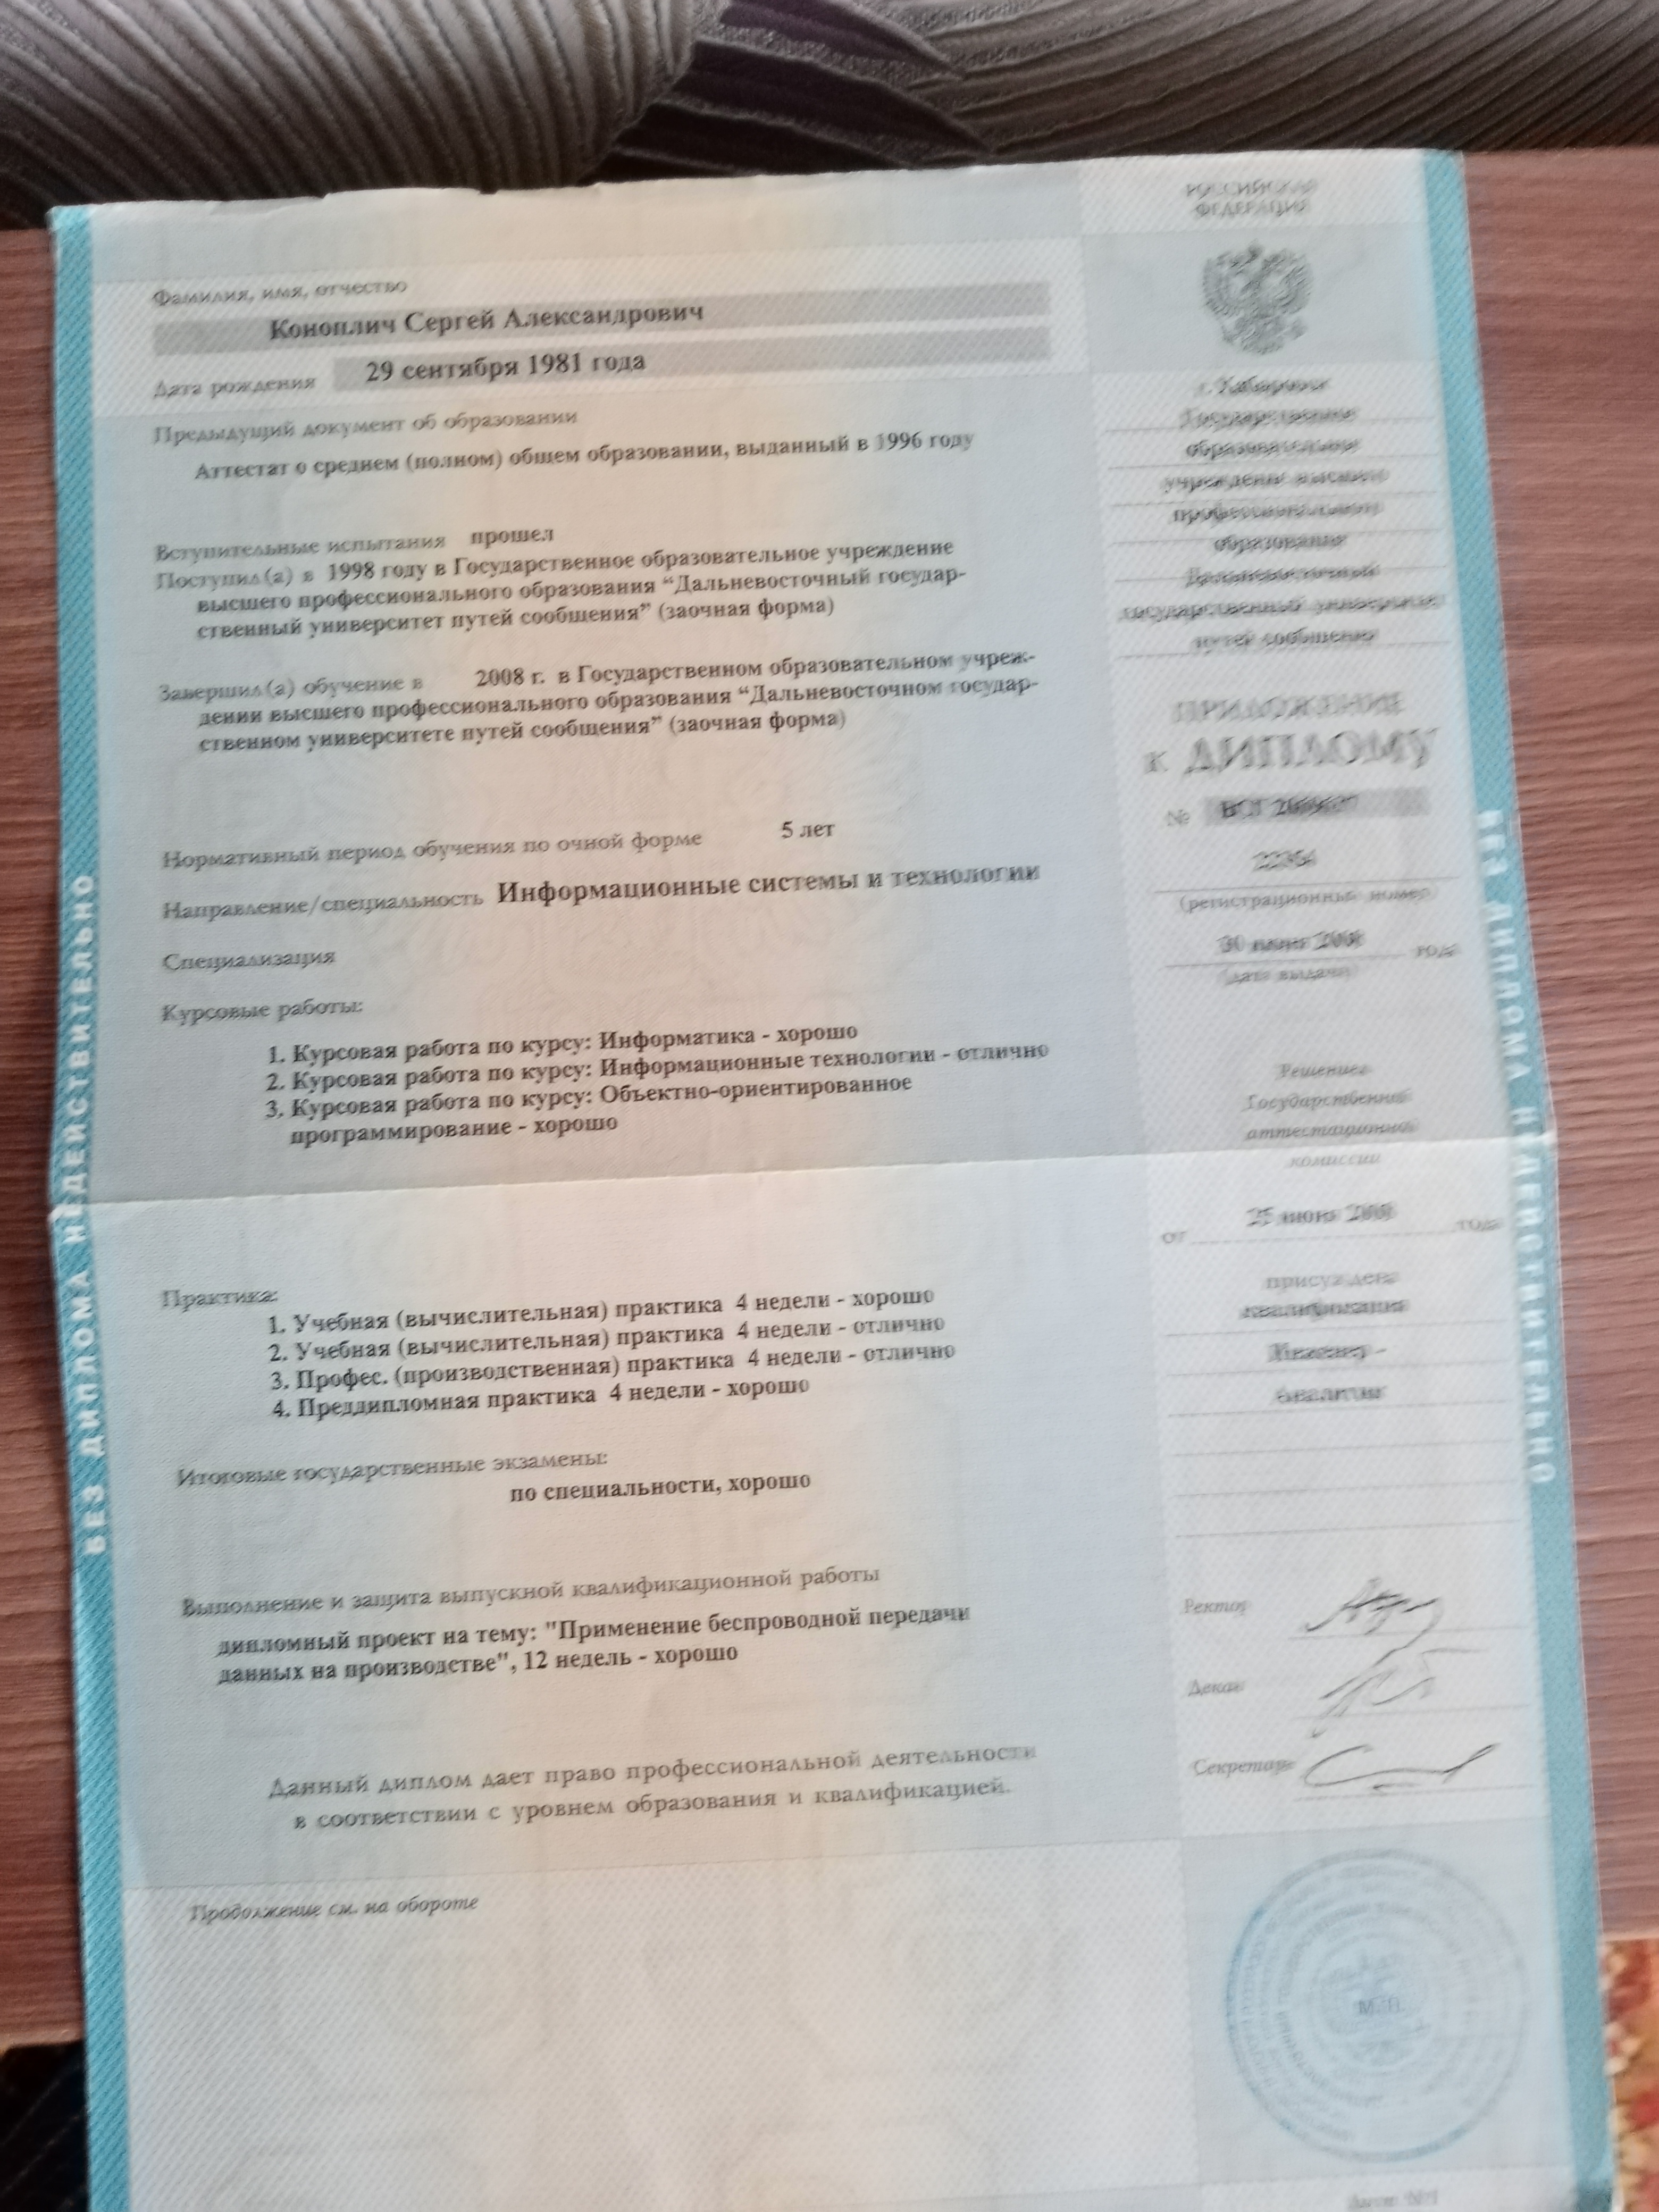 Фамилия, имя, отчество
Коноплич Сергей Александрович
Дата рождения 29 сентября 1981 года
Предыдущий документ об образовании
Аттестат о среднем (полном) общем образовании, выданный в 1996 году
Вступительные испытания прошел
Поступил(а) в 1998 году в Государственное образовательное учреждение
высшего профессионального образования “Дальневосточный государ-
ственный университет путей сообщения” (заочная форма)
Завершил(а) обучение в 2008 г. в Государственном образовательном учреж-
дении высшего профессионального образования “Дальневосточном государ-
ственном университете путей сообщения” (заочная форма)
Нормативный период обучения по очной форме 5 лет
Направление/специальность Информационные системы и технологии
Специализация
Курсовые работы:
1. Курсовая работа по курсу: Информатика - хорошо
2. Курсовая работа по курсу: Информационные технологии - отлично
3. Курсовая работа по курсу: Объектно-ориентированное
программирование - хорошо
Практика:
1. Учебная (вычислительная) практика 4 недели - хорошо
2. Учебная (вычислительная) практика 4 недели - отлично
3. Профес. (производственная) практика 4 недели - отлично
4. Преддипломная практика 4 недели - хорошо
Итоговые государственные экзамены:
по специальности, хорошо
Выполнение и защита выпускной квалификационной работы
дипломный проект на тему: "Применение беспроводной передачи
данных на производстве", 12 недель - хорошо
Данный диплом дает право профессиональной деятельности
в соответствии с уровнем образования и квалификацией.
Продолжение см. на обороте
РОССИЙСКАЯ
ФЕДЕРАЦИЯ
г. Хабаровск
Государственное
образовательное
учреждение высшего
профессионального
образования
Дальневосточный
государственный университет
путей сообщения
ПРИЛОЖЕНИЕ
к ДИПЛОМУ
№ ВСГ
(регистрационный номер)
30 июня 2008 года
(дата выдачи)
Решением
Государственной
аттестационной
комиссии
от 25 июня 2008 года
присуждена
квалификация
Инженер -
аналитик
Ректор
Декан
Секретарь
М.П.
БЕЗ ДИПЛОМА НЕДЕЙСТВИТЕЛЬНО
БЕЗ ДИПЛОМА НЕДЕЙСТВИТЕЛЬНО